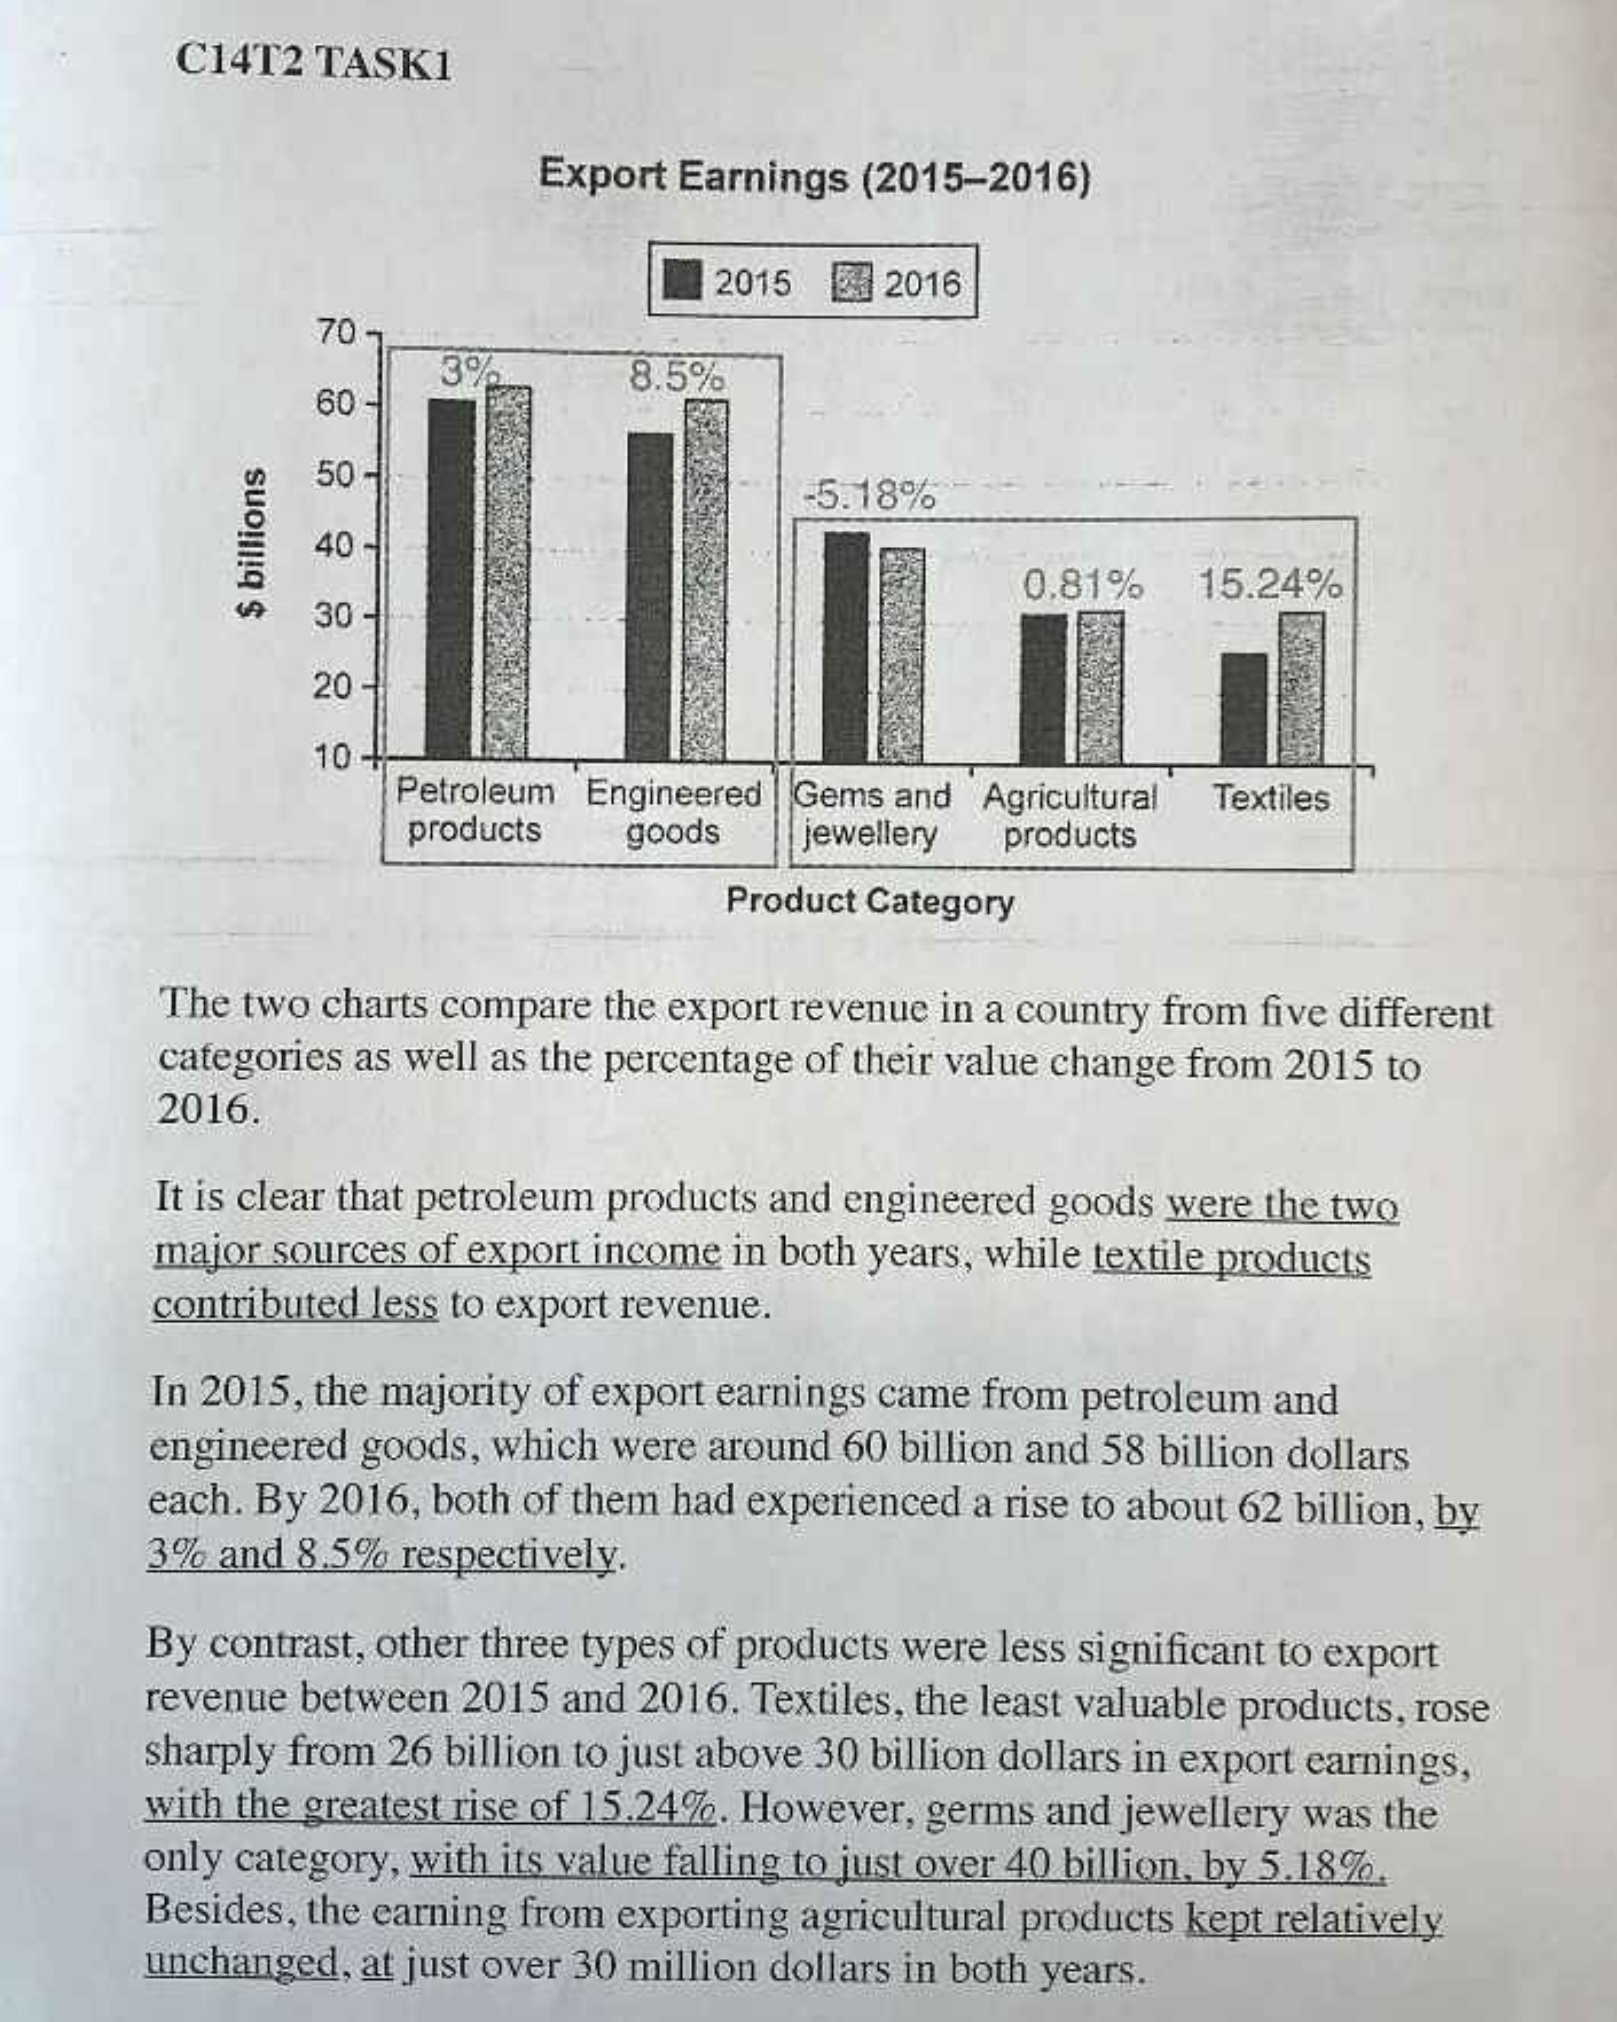 C14T2 TASK1
Export Earnings (2015–2016)
2015 2016
70
3% 8.5%
60
50
-5.18%
40
0.81% 15.24%
30
20
10
$ billions
Petroleum Engineered Gems and Agricultural Textiles
products goods jewellery products
Product Category
The two charts compare the export revenue in a country from five different
categories as well as the percentage of their value change from 2015 to
2016.
It is clear that petroleum products and engineered goods were the two
major sources of export income in both years, while textile products
contributed less to export revenue.
In 2015, the majority of export earnings came from petroleum and
engineered goods, which were around 60 billion and 58 billion dollars
each. By 2016, both of them had experienced a rise to about 62 billion, by
3% and 8.5% respectively.
By contrast, other three types of products were less significant to export
revenue between 2015 and 2016. Textiles, the least valuable products, rose
sharply from 26 billion to just above 30 billion dollars in export earnings,
with the greatest rise of 15.24%. However, germs and jewellery was the
only category, with its value falling to just over 40 billion, by 5.18%.
Besides, the earning from exporting agricultural products kept relatively
unchanged, at just over 30 million dollars in both years.